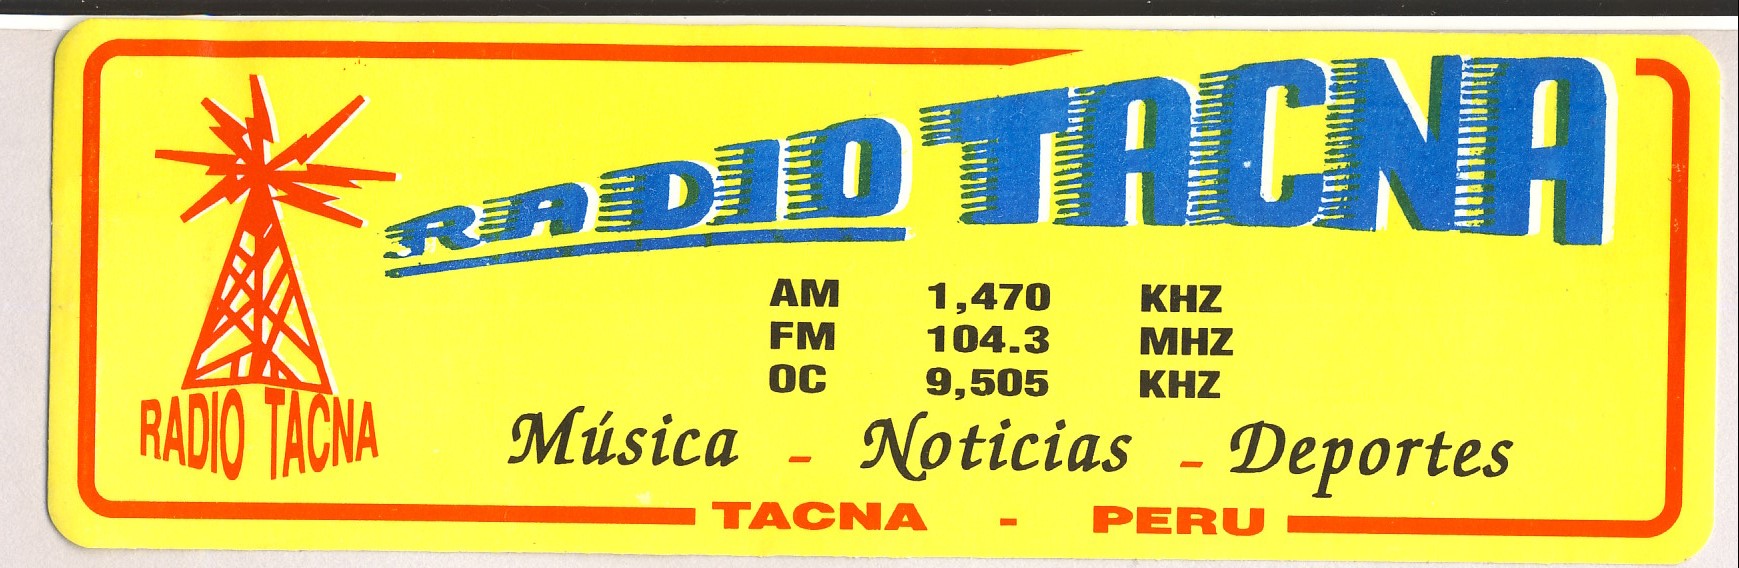 RADIO TACNA
AM 1,470 KHZ
FM 104.3 MHZ
OC 9,505 KHZ
Música - Noticias - Deportes
RADIO TACNA
TACNA - PERU